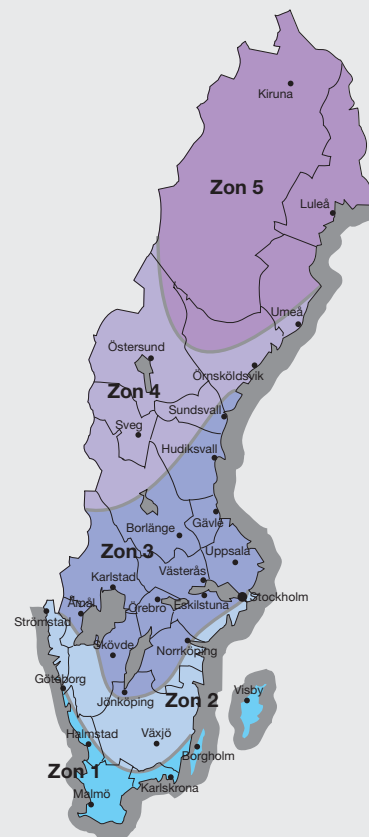 Kiruna
Zon 5
Luleå
Umeå
Östersund
Örnsköldsvik
Zon 4
Sundsvall
Sveg
Hudiksvall
Gävle
Borlänge
Zon 3
Uppsala
Västerås
Karlstad
Åmål
Örebro
Eskilstuna
Stockholm
Strömstad
Skövde
Norrköping
Göteborg
Jönköping
Zon 2
Visby
Halmstad
Växjö
Borgholm
Zon 1
Karlskrona
Malmö